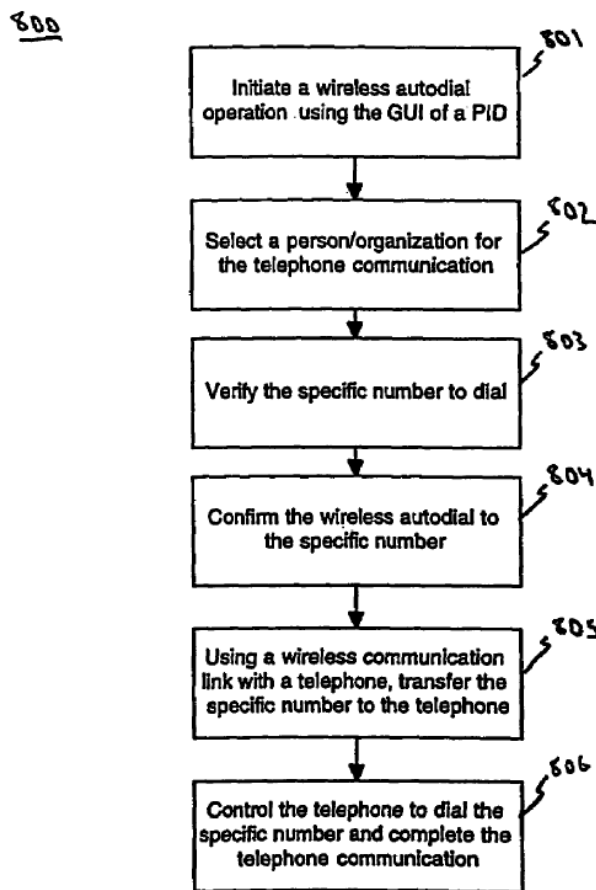 800
801
Initiate a wireless autodial
operation using the GUI of a PID
802
Select a person/organization for
the telephone communication
803
Verify the specific number to dial
804
Confirm the wireless autodial to
the specific number
805
Using a wireless communication
link with a telephone, transfer the
specific number to the telephone
806
Control the telephone to dial the
specific number and complete the
telephone communication